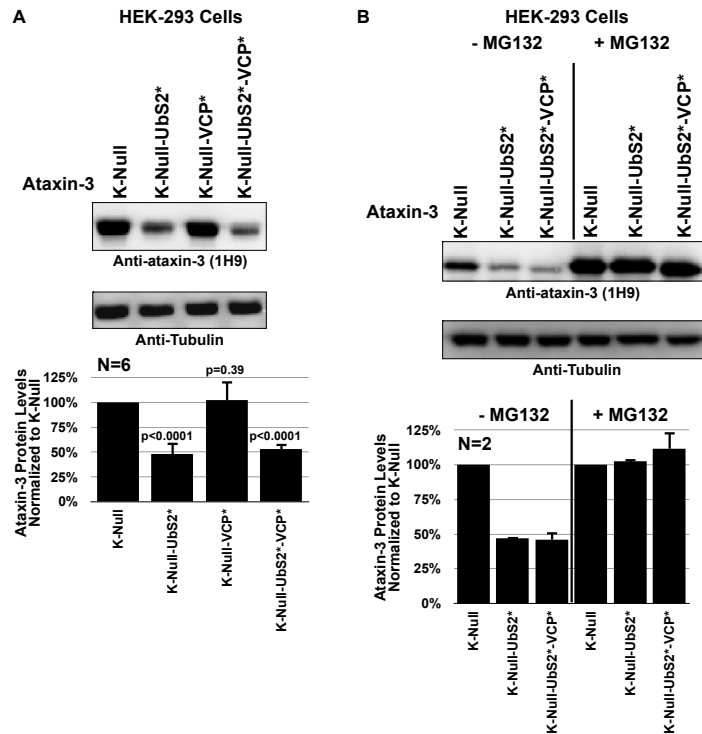 A
HEK-293 Cells
Ataxin-3
K-Null
K-Null-UbS2*
K-Null-VCP*
K-Null-UbS2*-VCP*
Anti-ataxin-3 (1H9)
Anti-Tubulin
Ataxin-3 Protein Levels
Normalized to K-Null
125%
100%
75%
50%
25%
0%
N=6
p<0.0001
p=0.39
p<0.0001
K-Null
K-Null-UbS2*
K-Null-VCP*
K-Null-UbS2*-VCP*
B
HEK-293 Cells
- MG132
+ MG132
Ataxin-3
K-Null
K-Null-UbS2*
K-Null-UbS2*-VCP*
K-Null
K-Null-UbS2*
K-Null-UbS2*-VCP*
Anti-ataxin-3 (1H9)
Anti-Tubulin
- MG132
+ MG132
Ataxin-3 Protein Levels
Normalized to K-Null
125%
100%
75%
50%
25%
0%
N=2
K-Null
K-Null-UbS2*
K-Null-UbS2*-VCP*
K-Null
K-Null-UbS2*
K-Null-UbS2*-VCP*